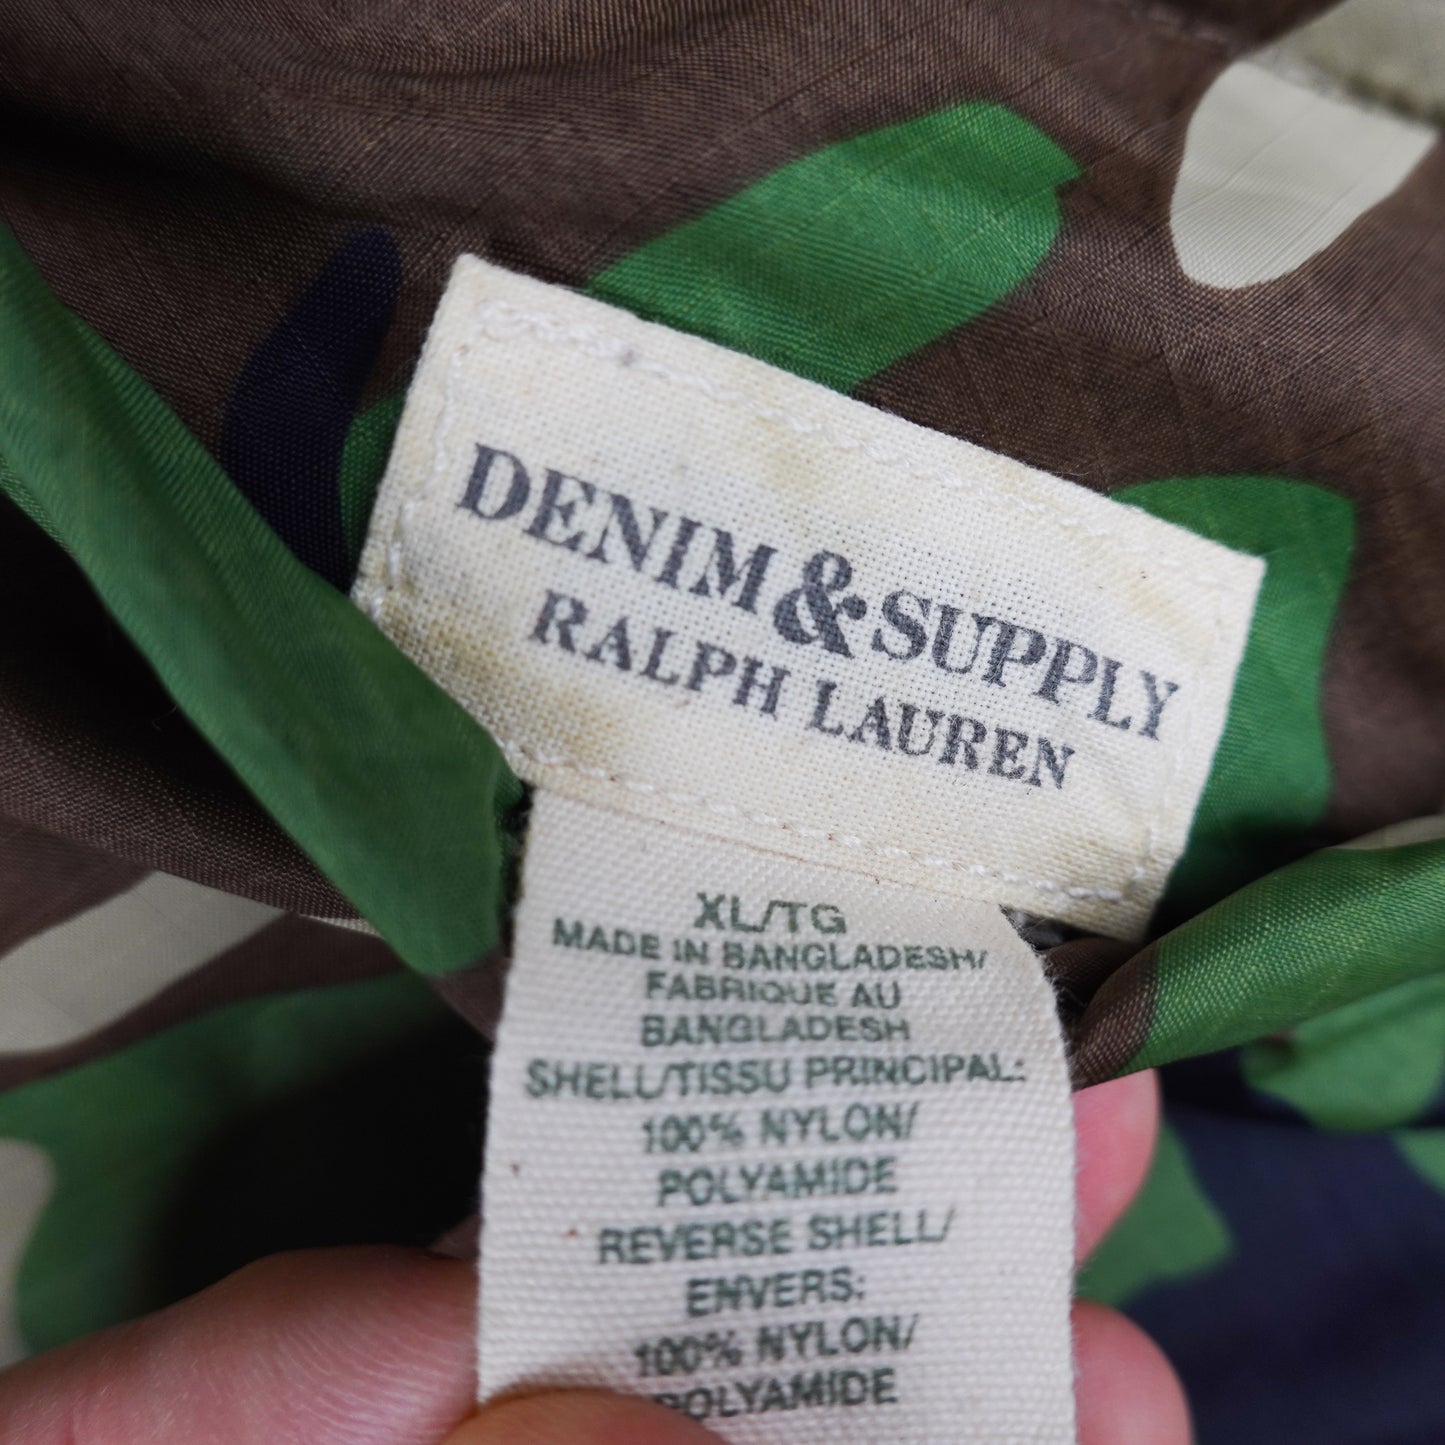 DENIM & SUPPLY
RALPH LAUREN
XL/TG
MADE IN BANGLADESH/
FABRIQUE AU
BANGLADESH
SHELL/TISSU PRINCIPAL:
100% NYLON/
POLYAMIDE
REVERSE SHELL/
ENVERS:
100% NYLON/
POLYAMIDE